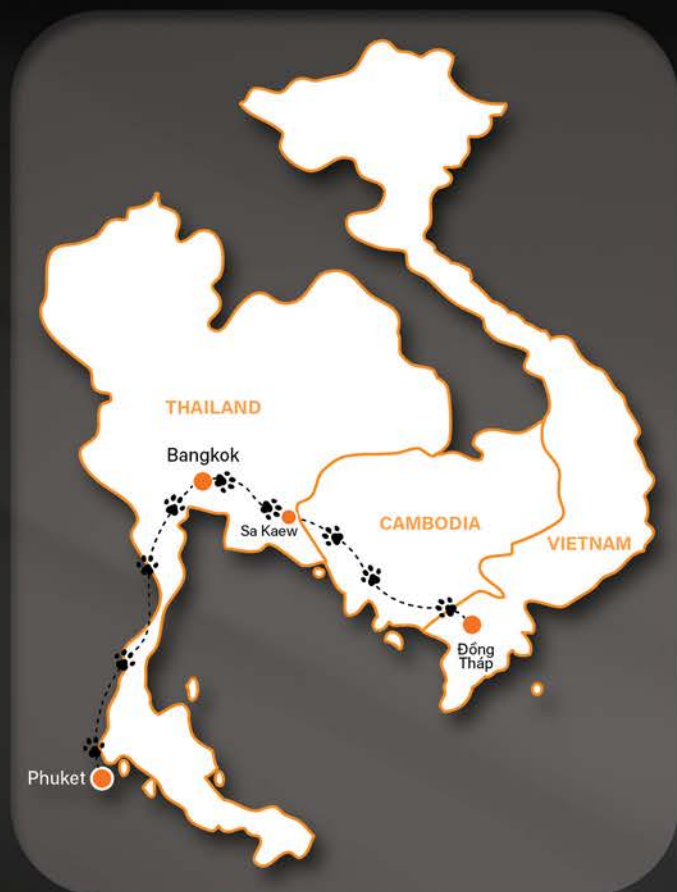 THAILAND
Bangkok
Sa Kaew
CAMBODIA
VIETNAM
Đồng
Tháp
Phuket